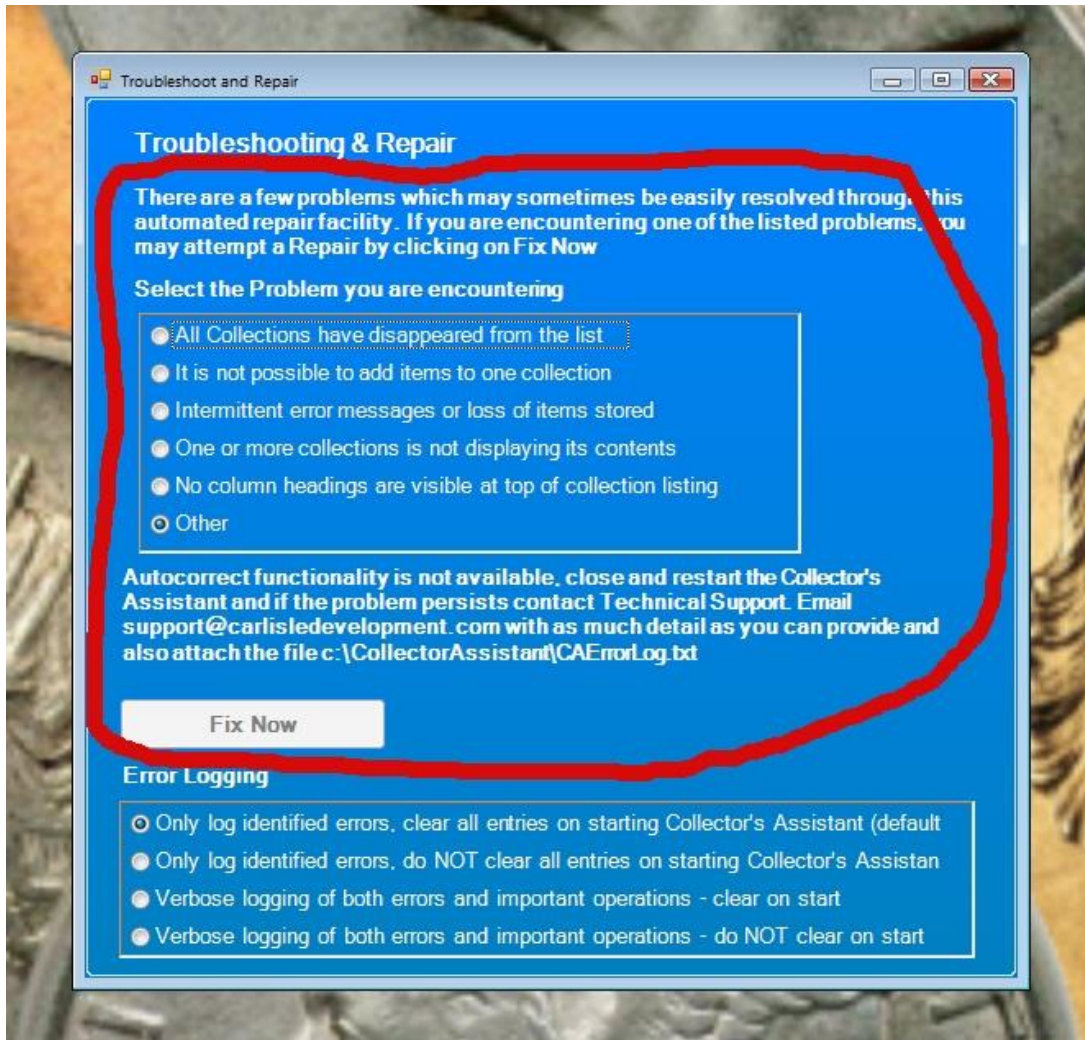 Troubleshoot and Repair
Troubleshooting & Repair
There are a few problems which may sometimes be easily resolved through this
automated repair facility. If you are encountering one of the listed problems, you
may attempt a Repair by clicking on Fix Now
Select the Problem you are encountering
All Collections have disappeared from the list
It is not possible to add items to one collection
Intermittent error messages or loss of items stored
One or more collections is not displaying its contents
No column headings are visible at top of collection listing
Other
Autocorrect functionality is not available, close and restart the Collector's
Assistant and if the problem persists contact Technical Support. Email
support@carlisledevelopment.com with as much detail as you can provide and
also attach the file c:\CollectorAssistant\CAErrorLog.txt
Fix Now
Error Logging
Only log identified errors, clear all entries on starting Collector's Assistant (default
Only log identified errors, do NOT clear all entries on starting Collector's Assistan
Verbose logging of both errors and important operations - clear on start
Verbose logging of both errors and important operations - do NOT clear on start